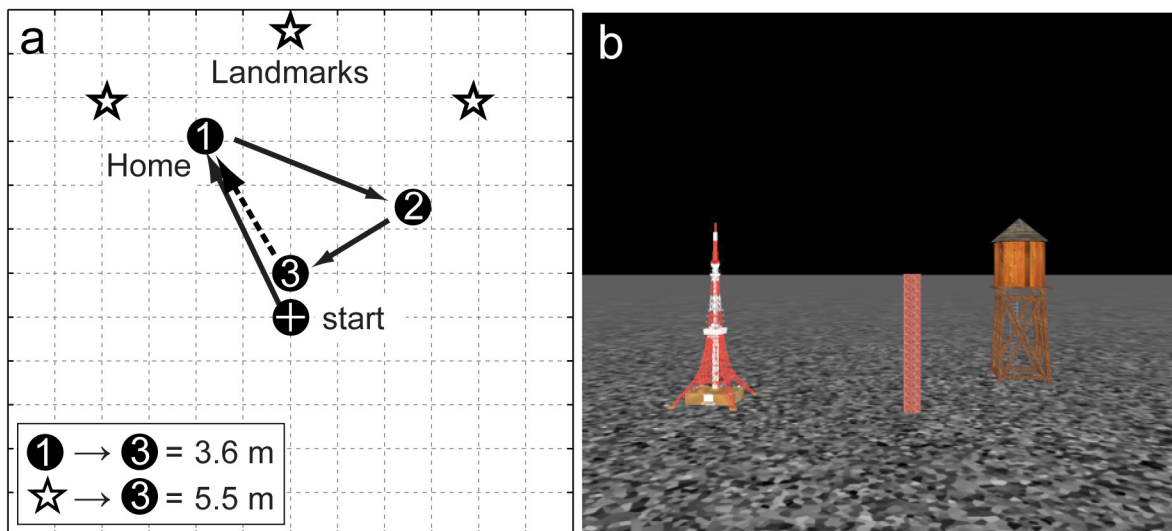 a
Landmarks
1
Home
2
3
start
1 → 3 = 3.6 m
☆ → 3 = 5.5 m
b